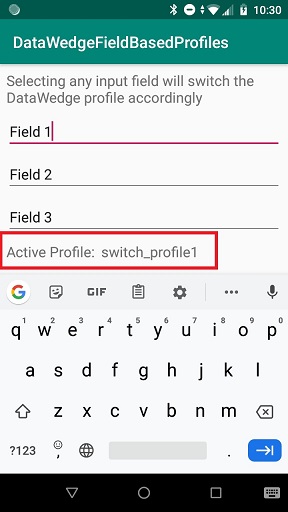 10:30
DataWedgeFieldBasedProfiles
Selecting any input field will switch the
DataWedge profile accordingly
Field 1
Field 2
Field 3
Active Profile: switch_profile1
G GIF
1 2 3 4 5 6 7 8 9 0
q w e r t y u i o p
a s d f g h j k l
z x c v b n m
?123 , .